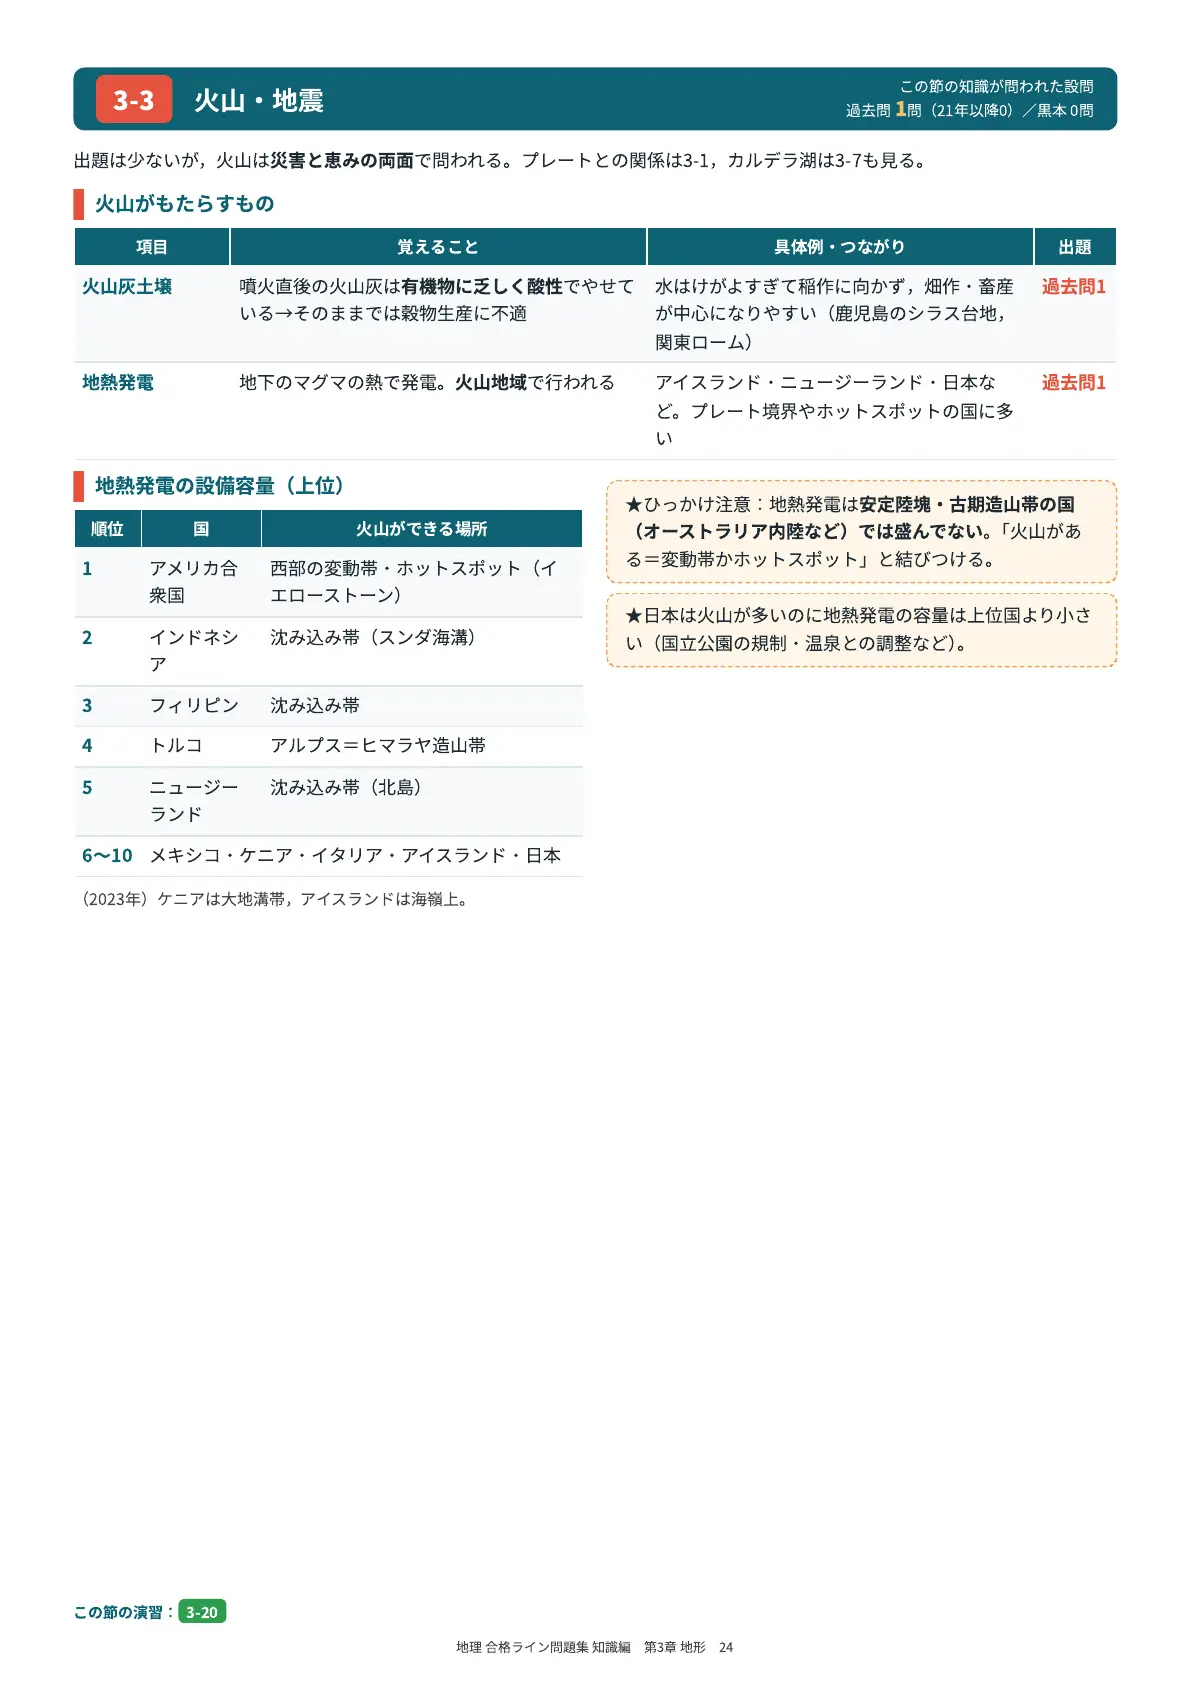 3-3 火山・地震
この節の知識が問われた設問
過去問 1問（21年以降0）／黒本 0問
出題は少ないが，火山は災害と恵みの両面で問われる。プレートとの関係は3-1，カルデラ湖は3-7も見る。
火山がもたらすもの
項目 覚えること 具体例・つながり 出題
火山灰土壌 噴火直後の火山灰は有機物に乏しく酸性でやせて 水はけがよすぎて稲作に向かず，畑作・畜産 過去問1
いる→そのままでは穀物生産に不適 が中心になりやすい（鹿児島のシラス台地，
関東ローム）
地熱発電 地下のマグマの熱で発電。火山地域で行われる アイスランド・ニュージーランド・日本な 過去問1
ど。プレート境界やホットスポットの国に多
い
地熱発電の設備容量（上位）
順位 国 火山ができる場所
1 アメリカ合 西部の変動帯・ホットスポット（イ
衆国 エローストーン）
2 インドネシ 沈み込み帯（スンダ海溝）
ア
3 フィリピン 沈み込み帯
4 トルコ アルプス＝ヒマラヤ造山帯
5 ニュージー 沈み込み帯（北島）
ランド
6〜10 メキシコ・ケニア・イタリア・アイスランド・日本
（2023年）ケニアは大地溝帯，アイスランドは海嶺上。
★ひっかけ注意：地熱発電は安定陸塊・古期造山帯の国
（オーストラリア内陸など）では盛んでない。「火山があ
る＝変動帯かホットスポット」と結びつける。
★日本は火山が多いのに地熱発電の容量は上位国より小さ
い（国立公園の規制・温泉との調整など）。
この節の演習： 3-20
地理 合格ライン問題集 知識編 第3章 地形 24